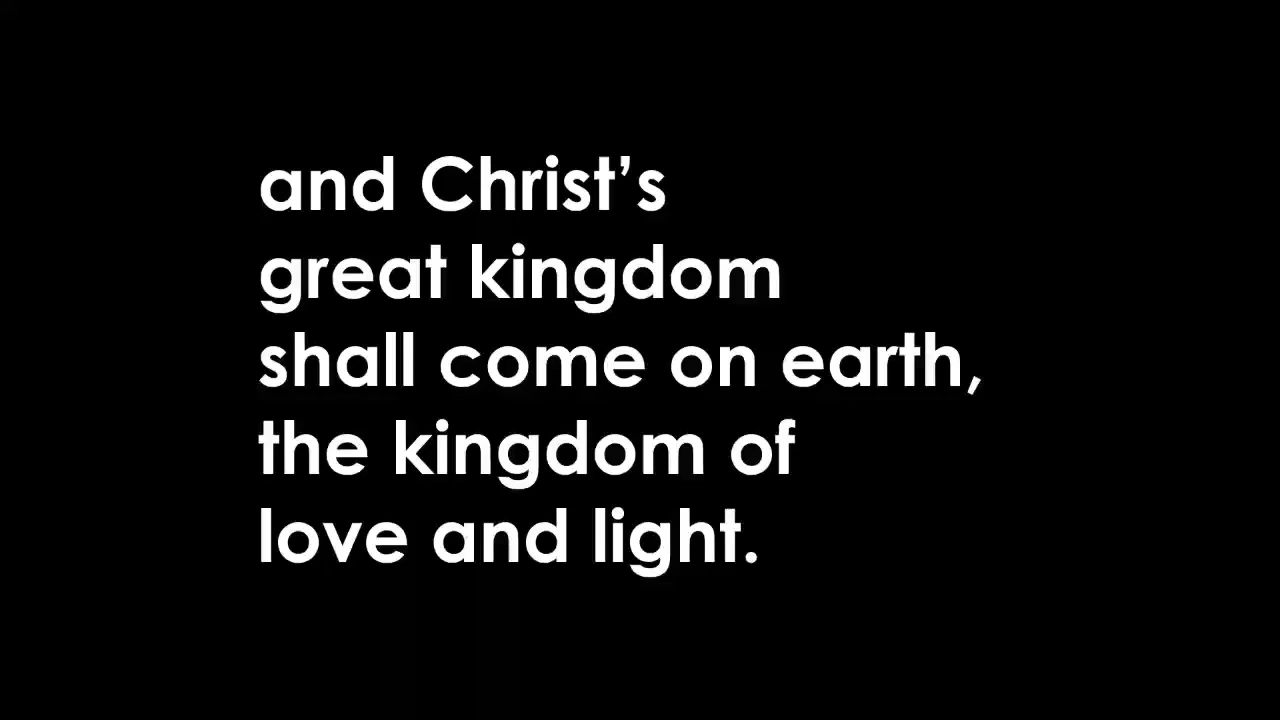 and Christ’s
great kingdom
shall come on earth,
the kingdom of
love and light.